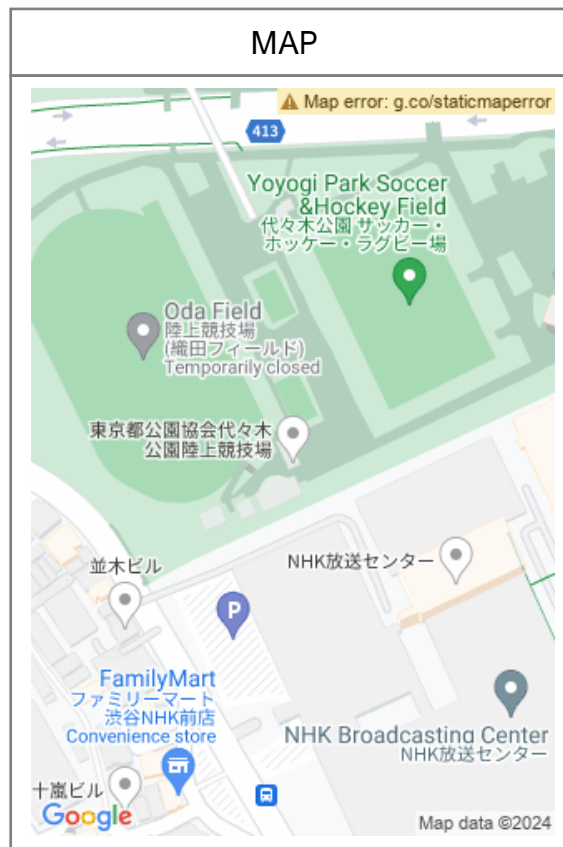 MAP
Map error: g.co/staticmaperror
413
Yoyogi Park Soccer
&Hockey Field
代々木公園 サッカー・
ホッケー・ラグビー場
Oda Field
陸上競技場
(織田フィールド)
Temporarily closed
東京都公園協会代々木
公園陸上競技場
並木ビル
NHK放送センター
P
FamilyMart
ファミリーマート
渋谷NHK前店
Convenience store
NHK Broadcasting Center
NHK放送センター
十嵐ビル
Google
Map data ©2024